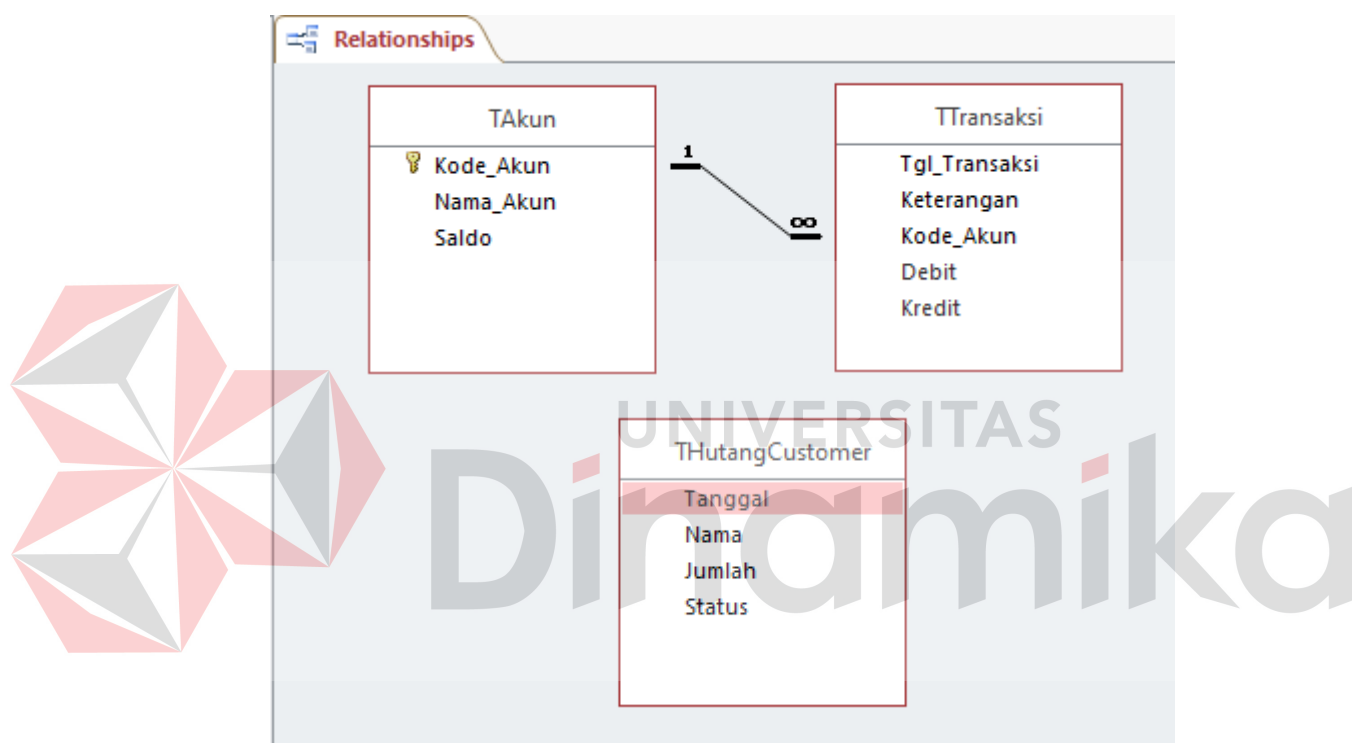 Relationships
TAkun
Kode_Akun
Nama_Akun
Saldo
1
∞
TTransaksi
Tgl_Transaksi
Keterangan
Kode_Akun
Debit
Kredit
UNIVERSITAS
Dinamika
THutangCustomer
Tanggal
Nama
Jumlah
Status